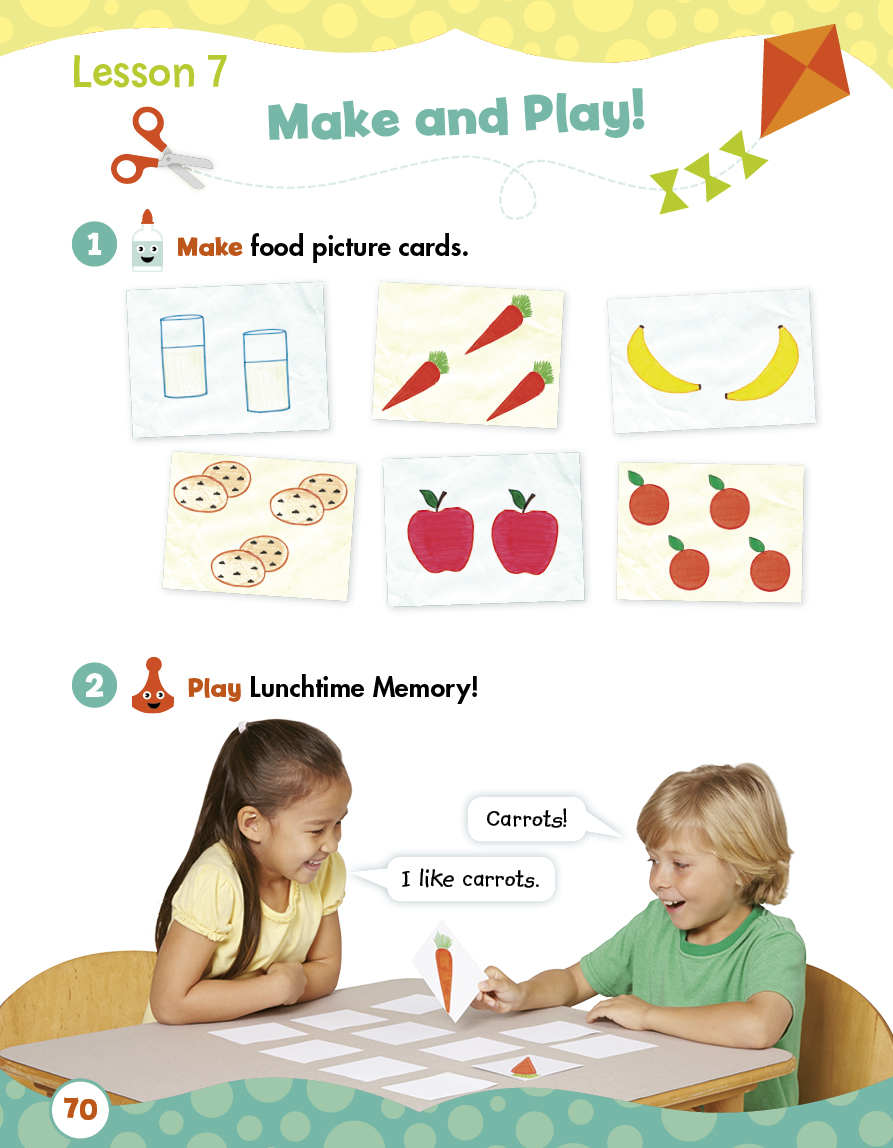 Lesson 7
Make and Play!
1 Make food picture cards.
2 Play Lunchtime Memory!
Carrots!
I like carrots.
70